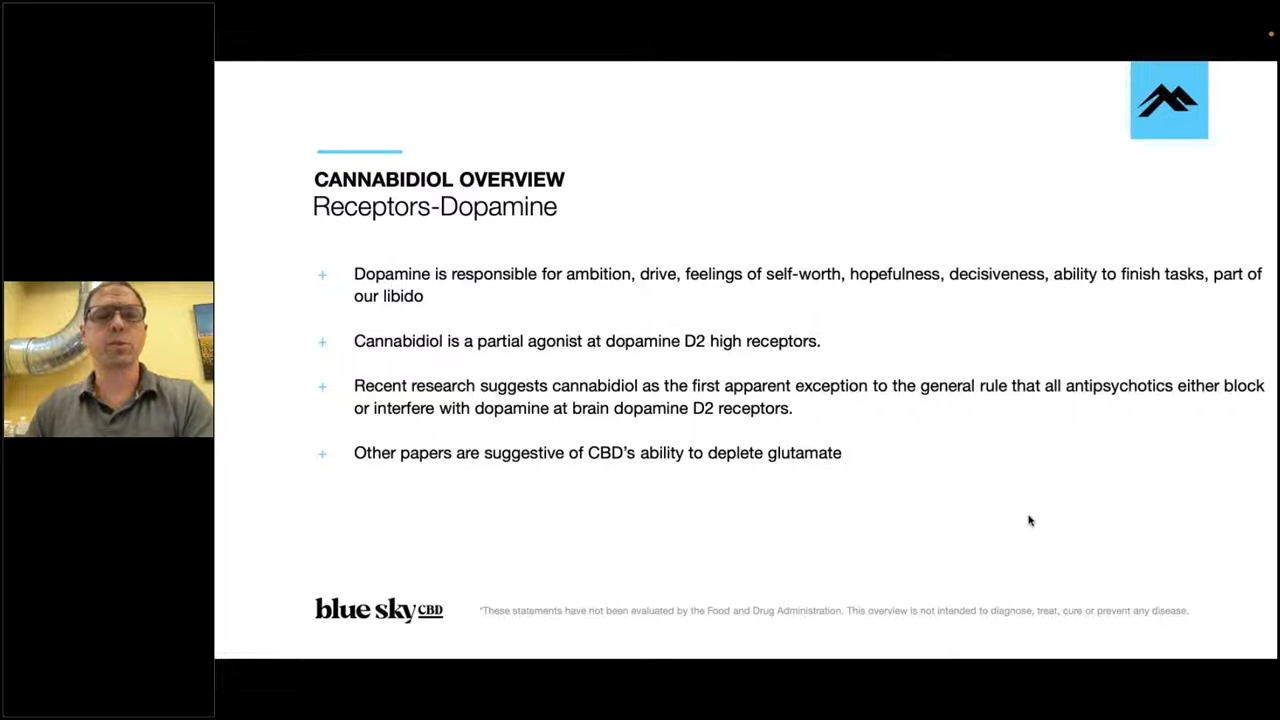 CANNABIDIOL OVERVIEW
Receptors-Dopamine
+ Dopamine is responsible for ambition, drive, feelings of self-worth, hopefulness, decisiveness, ability to finish tasks, part of
our libido
+ Cannabidiol is a partial agonist at dopamine D2 high receptors.
+ Recent research suggests cannabidiol as the first apparent exception to the general rule that all antipsychotics either block
or interfere with dopamine at brain dopamine D2 receptors.
+ Other papers are suggestive of CBD's ability to deplete glutamate
blue sky CBD
*These statements have not been evaluated by the Food and Drug Administration. This overview is not intended to diagnose, treat, cure or prevent any disease.